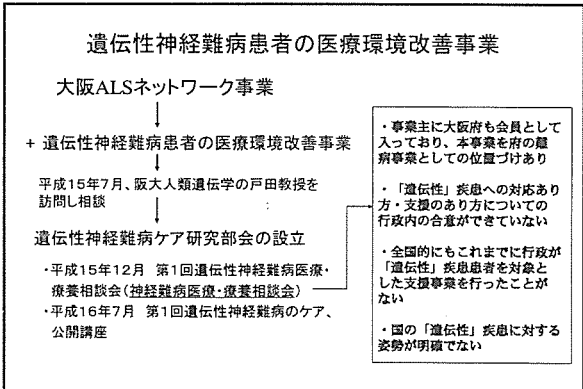 遺伝性神経難病患者の医療環境改善事業
大阪ALSネットワーク事業
+ 遺伝性神経難病患者の医療環境改善事業
平成15年7月、阪大人類遺伝学の戸田教授を
訪問し相談
遺伝性神経難病ケア研究部会の設立
・平成15年12月 第1回遺伝性神経難病医療・
療養相談会(神経難病医療・療養相談会)
・平成16年7月 第1回遺伝性神経難病のケア、
公開講座
・事業主に大阪府も会員として
入っており、本事業を府の難
病事業としての位置づけあり
・「遺伝性」疾患への対応あり
方・支援のあり方についての
行政内の合意ができていない
・全国的にもこれまでに行政が
「遺伝性」疾患患者を対象と
した支援事業を行ったことが
ない
・国の「遺伝性」疾患に対する
姿勢が明確でない